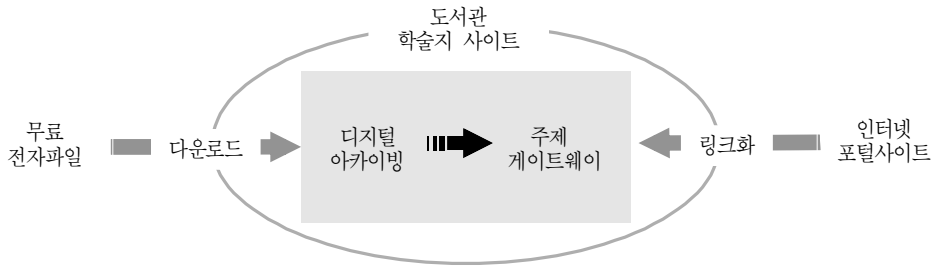 도서관
학술지 사이트
무료
전자파일
다운로드
디지털
아카이빙
주제
게이트웨이
링크화
인터넷
포털사이트